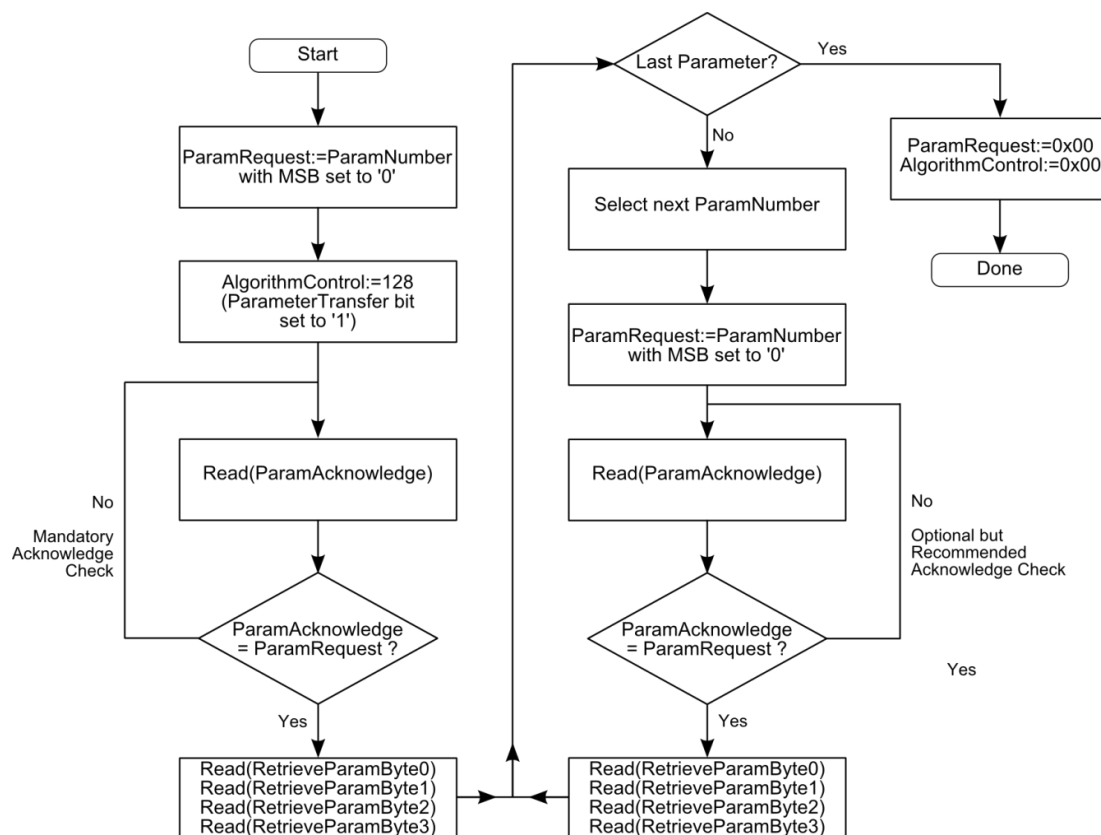 Start
ParamRequest:=ParamNumber
with MSB set to '0'
AlgorithmControl:=128
(ParameterTransfer bit
set to '1')
Read(ParamAcknowledge)
No
Mandatory
Acknowledge
Check
ParamAcknowledge
= ParamRequest ?
Yes
Read(RetrieveParamByte0)
Read(RetrieveParamByte1)
Read(RetrieveParamByte2)
Read(RetrieveParamByte3)
Last Parameter?
Yes
No
ParamRequest:=0x00
AlgorithmControl:=0x00
Done
Select next ParamNumber
ParamRequest:=ParamNumber
with MSB set to '0'
Read(ParamAcknowledge)
No
Optional but
Recommended
Acknowledge Check
ParamAcknowledge
= ParamRequest ?
Yes
Yes
Read(RetrieveParamByte0)
Read(RetrieveParamByte1)
Read(RetrieveParamByte2)
Read(RetrieveParamByte3)